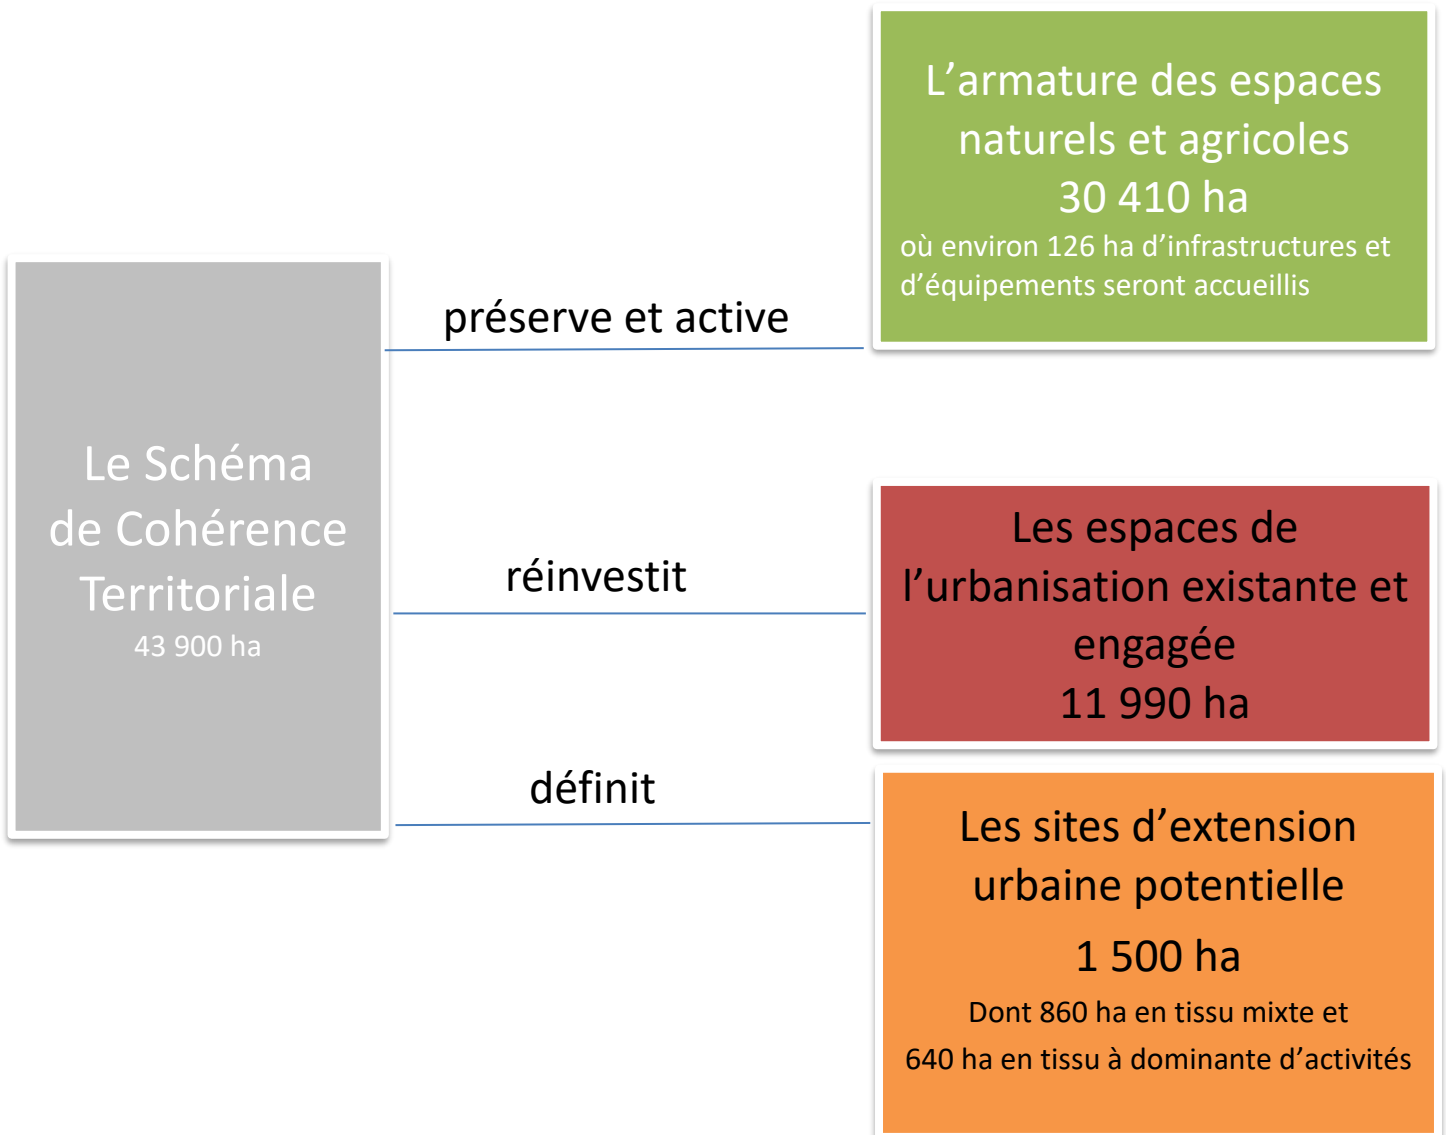 L’armature des espaces
naturels et agricoles
30 410 ha
où environ 126 ha d’infrastructures et
d’équipements seront accueillis
préserve et active
Le Schéma
de Cohérence
Territoriale
43 900 ha
réinvestit
Les espaces de
l’urbanisation existante et
engagée
11 990 ha
définit
Les sites d’extension
urbaine potentielle
1 500 ha
Dont 860 ha en tissu mixte et
640 ha en tissu à dominante d’activités